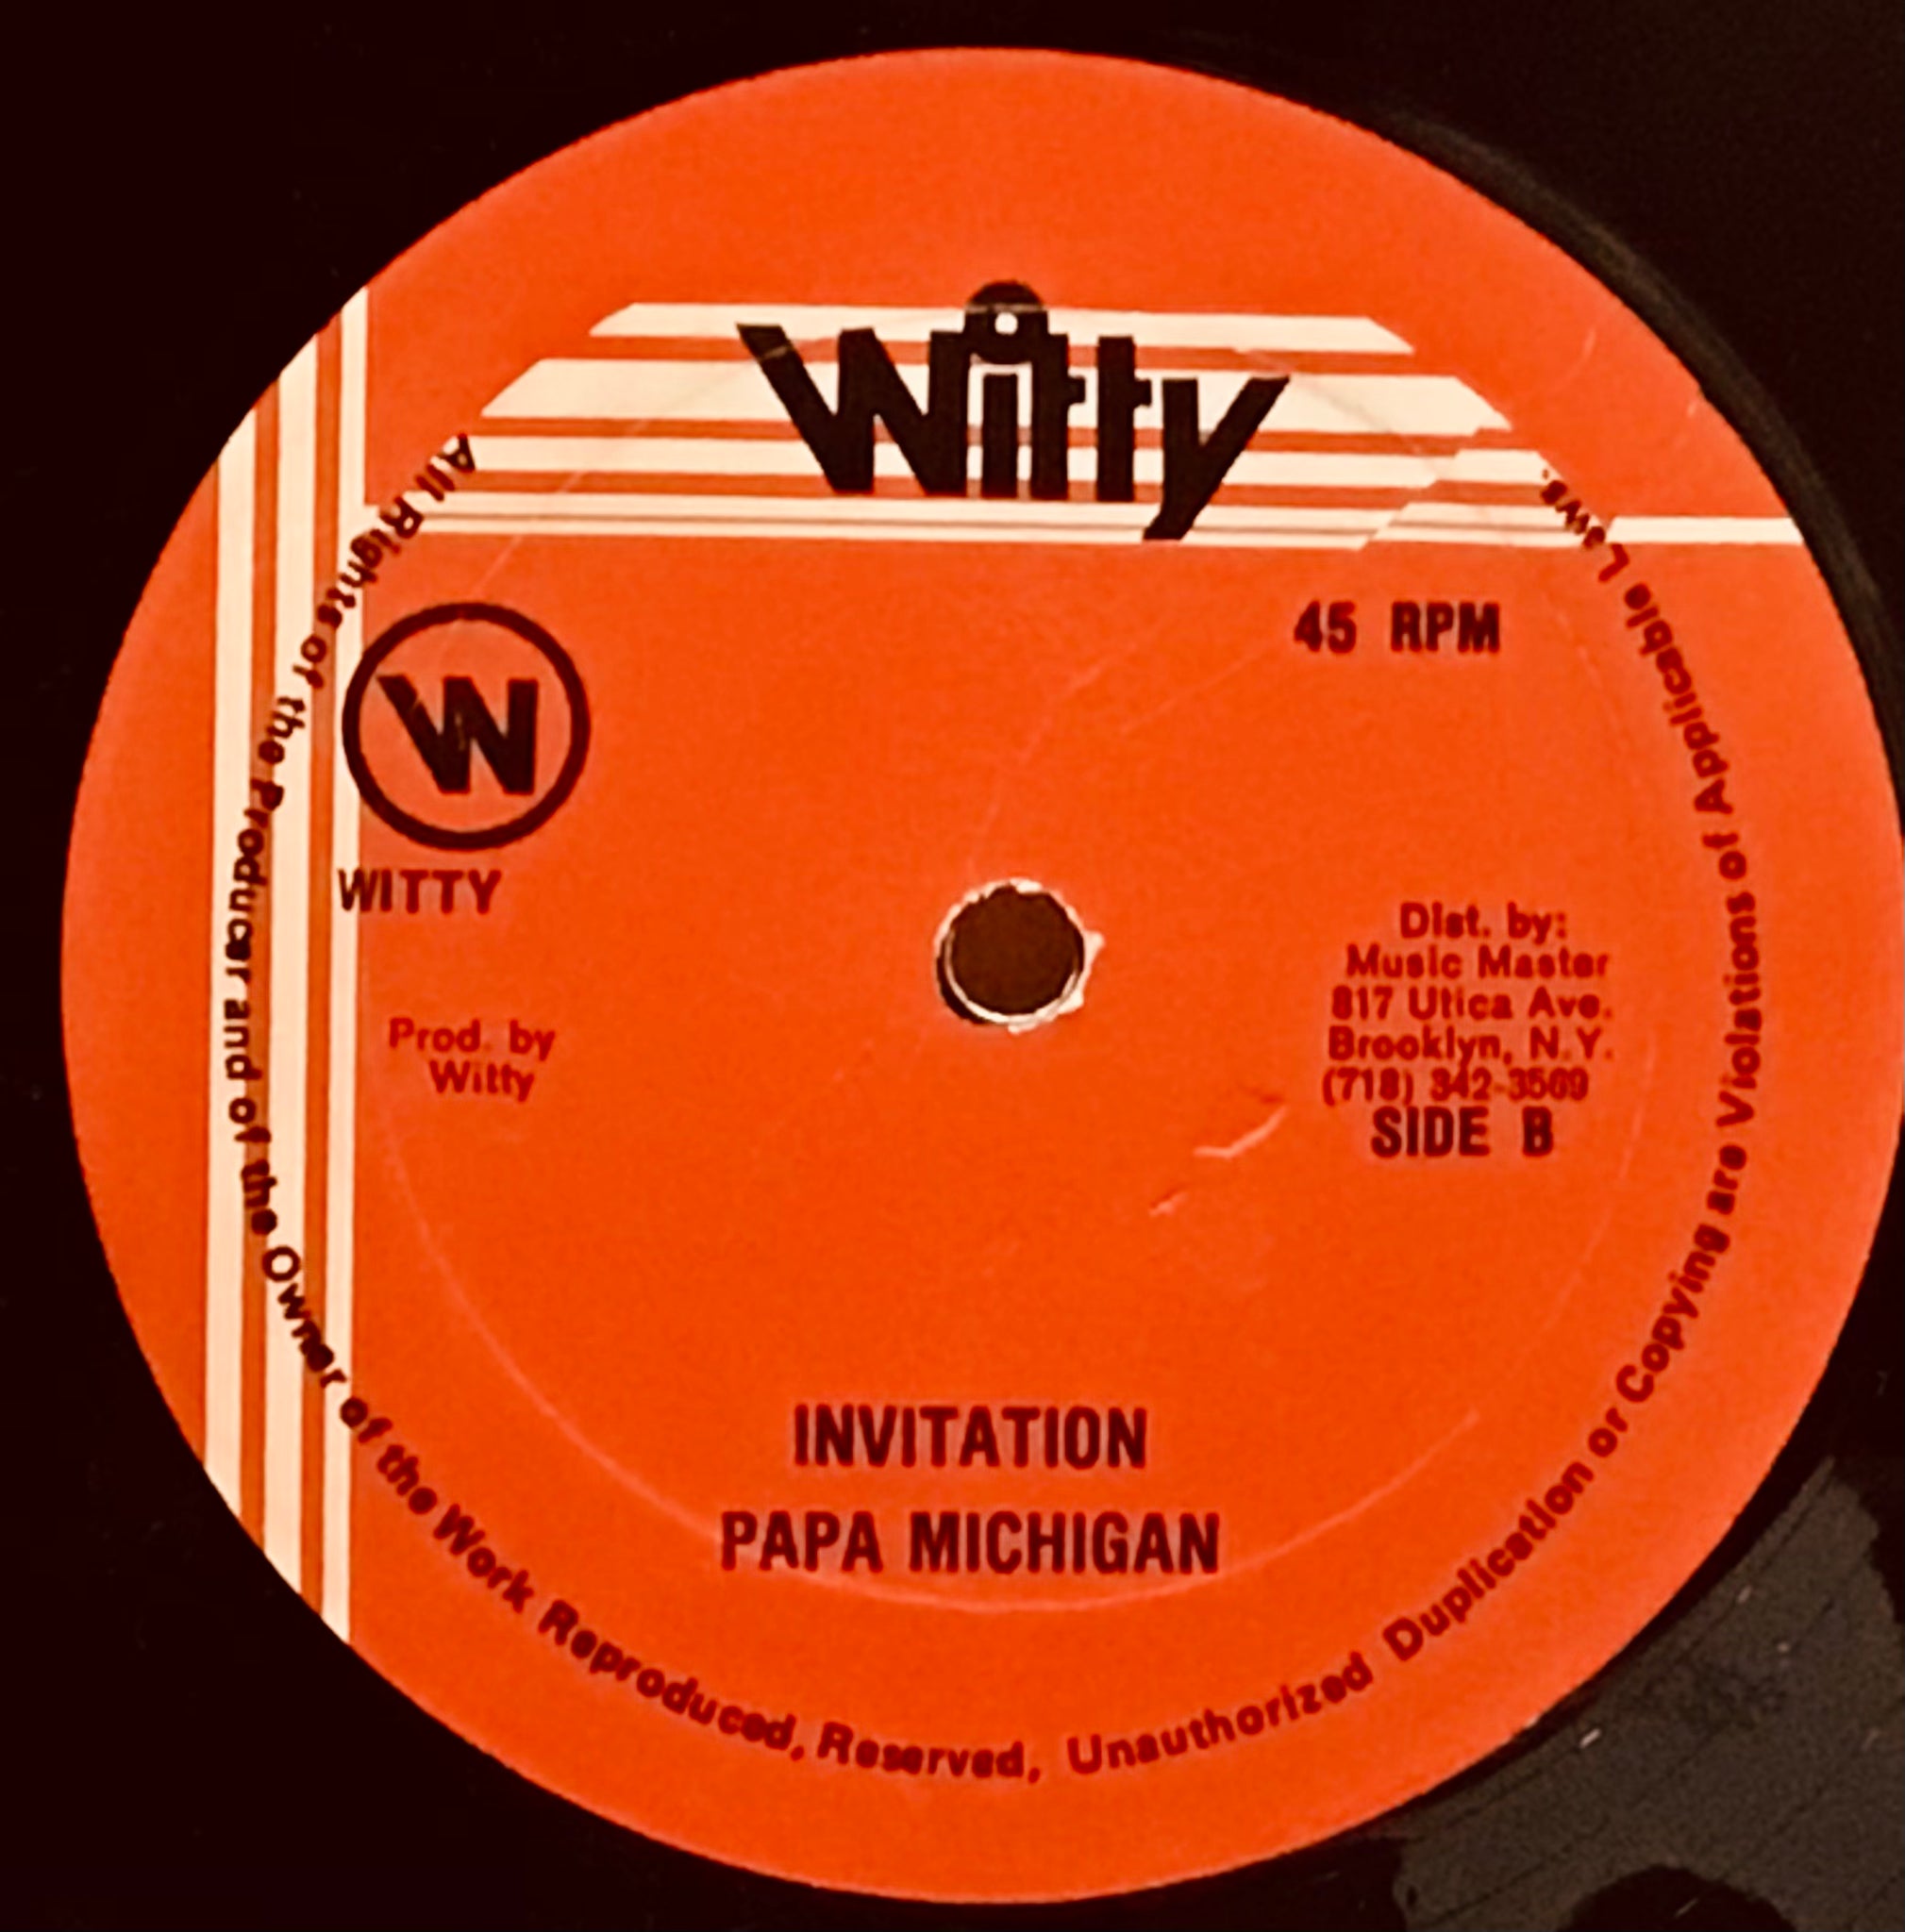 Witty
45 RPM
W
WITTY
Prod. by
Witty
Dist. by:
Music Master
817 Utica Ave.
Brooklyn, N.Y.
(718) 342-3569
SIDE B
INVITATION
PAPA MICHIGAN
All Rights of the Producer and of the Owner of the Work Reproduced, Reserved, Unauthorized Duplication or Copying are Violations of Applicable Laws.